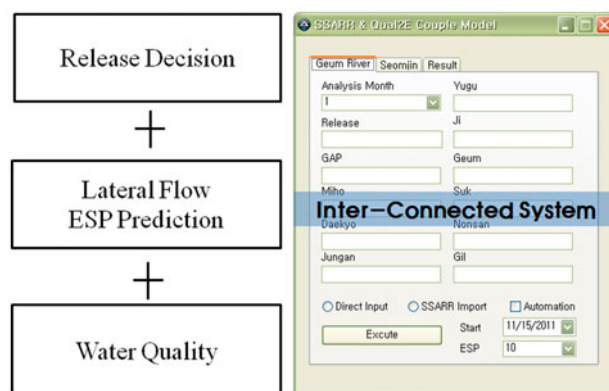 Release Decision
+
Lateral Flow
ESP Prediction
+
Water Quality
SSARR & Qual2E Couple Model
Geum River Seomjin Result
Analysis Month Yugu
1
Release Ji
GAP Geum
Miho Suk
Inter-Connected System
Daekyo Nonsan
Jungan Gil
Direct Input SSARR Import Automation
Excute Start 11/15/2011
ESP 10